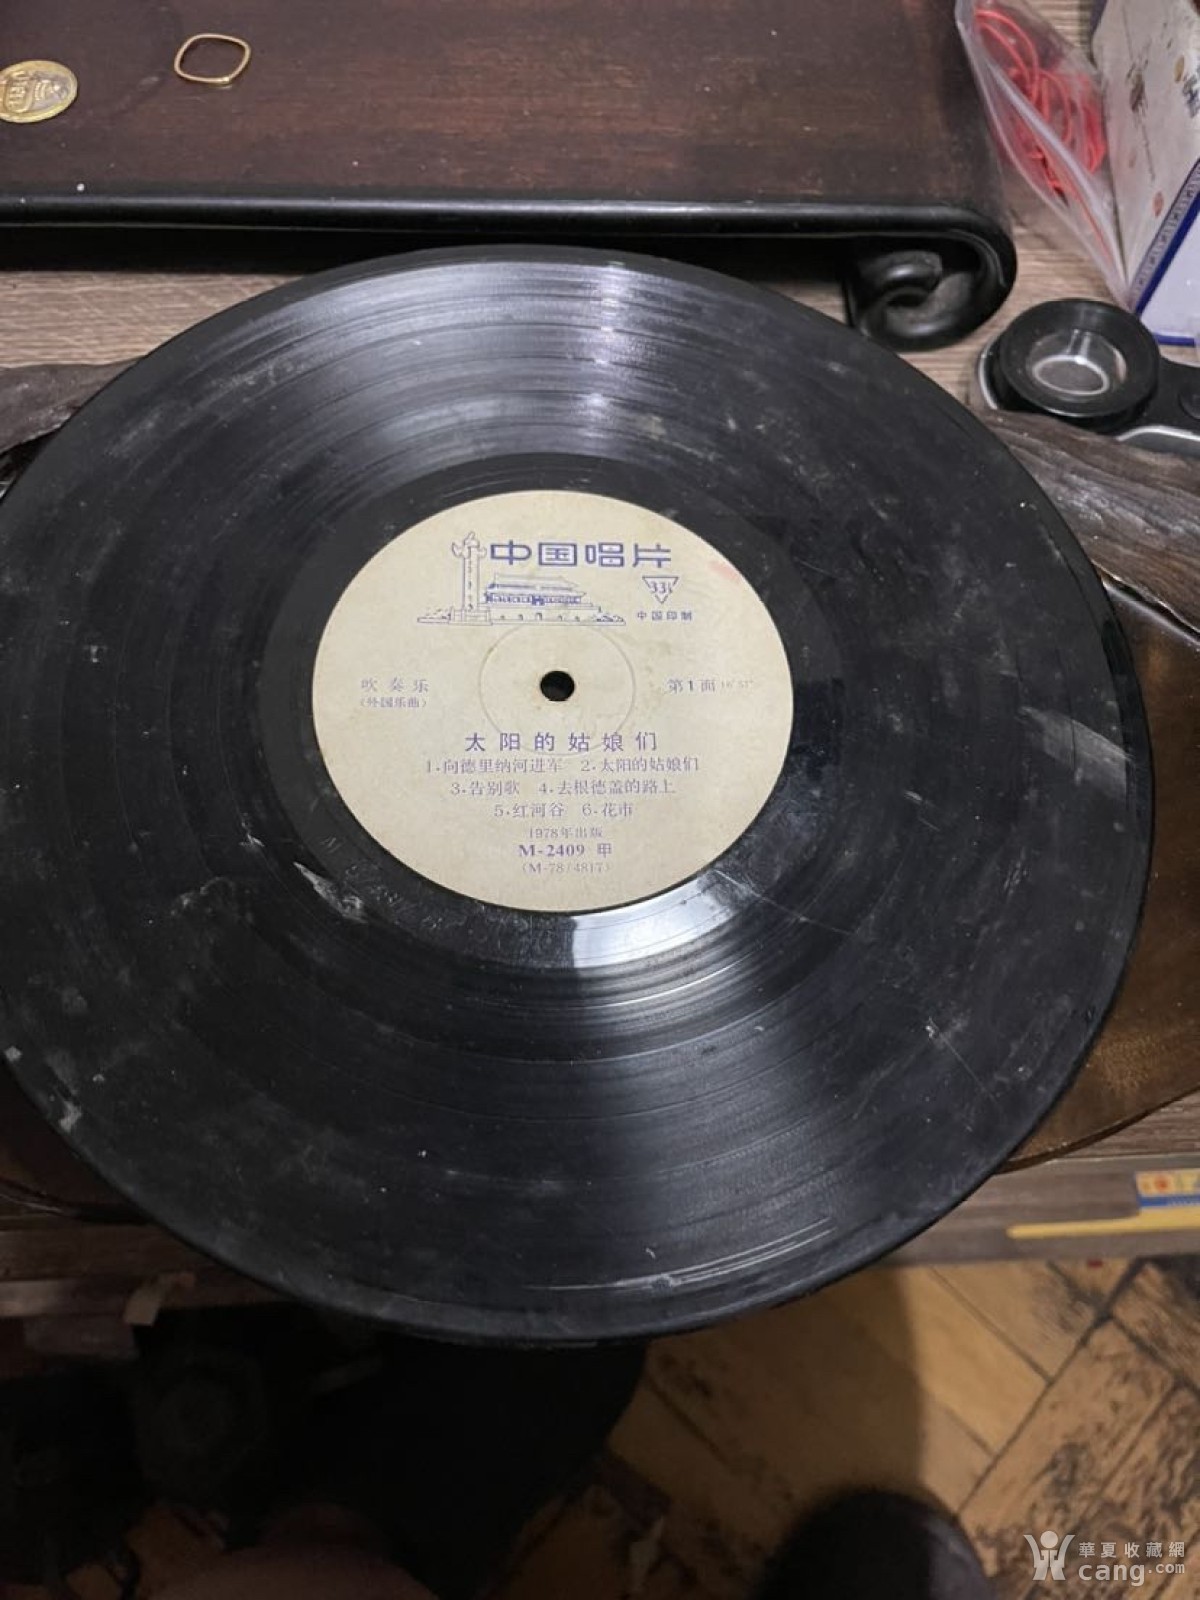 中国唱片
33⅓
中国印制
吹奏乐
第1面
(外国乐曲)
太阳的姑娘们
1.向德里纳河进军 2.太阳的姑娘们
3.告别歌 4.去根德盖的路上
5.红河谷 6.花市
1978年出版
M-2409 甲
(M-78/4817)
華夏收藏網
cang.com